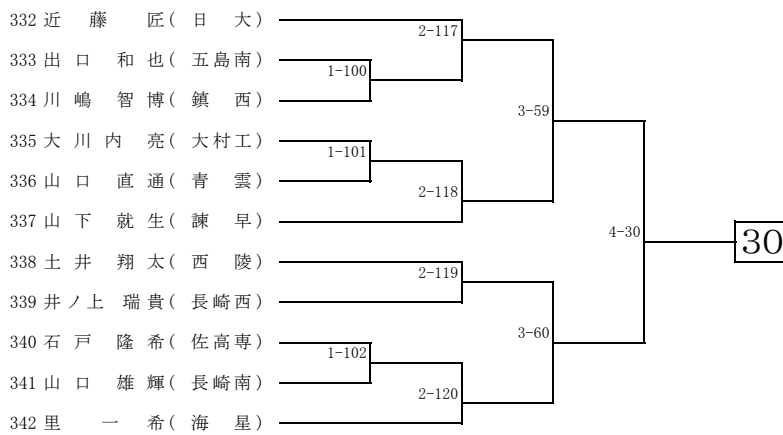 332 近 藤 匠 ( 日 大 )
2-117
333 出 口 和 也 ( 五島南 )
1-100
334 川 嶋 智 博 ( 鎮 西 )
3-59
335 大 川 内 亮 ( 大村工 )
1-101
336 山 口 直 通 ( 青 雲 )
2-118
337 山 下 就 生 ( 諫 早 )
4-30
30
338 土 井 翔 太 ( 西 陵 )
2-119
339 井ノ上 瑞 貴 ( 長崎西 )
3-60
340 石 戸 隆 希 ( 佐高専 )
1-102
341 山 口 雄 輝 ( 長崎南 )
2-120
342 里 一 希 ( 海 星 )